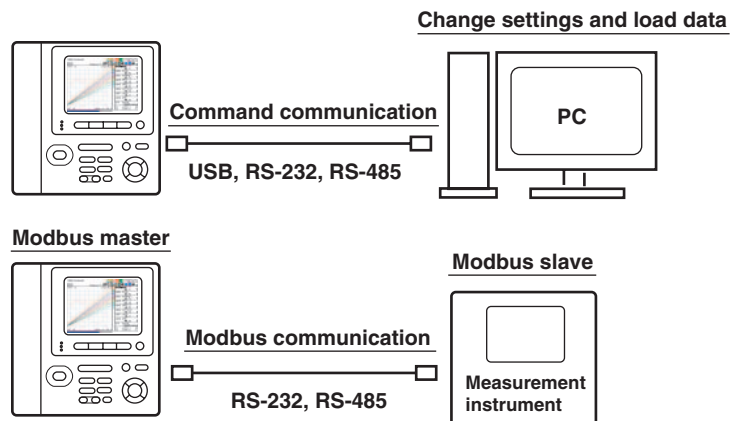 Change settings and load data
Command communication
PC
USB, RS-232, RS-485
Modbus master
Modbus slave
Modbus communication
RS-232, RS-485
Measurement
instrument